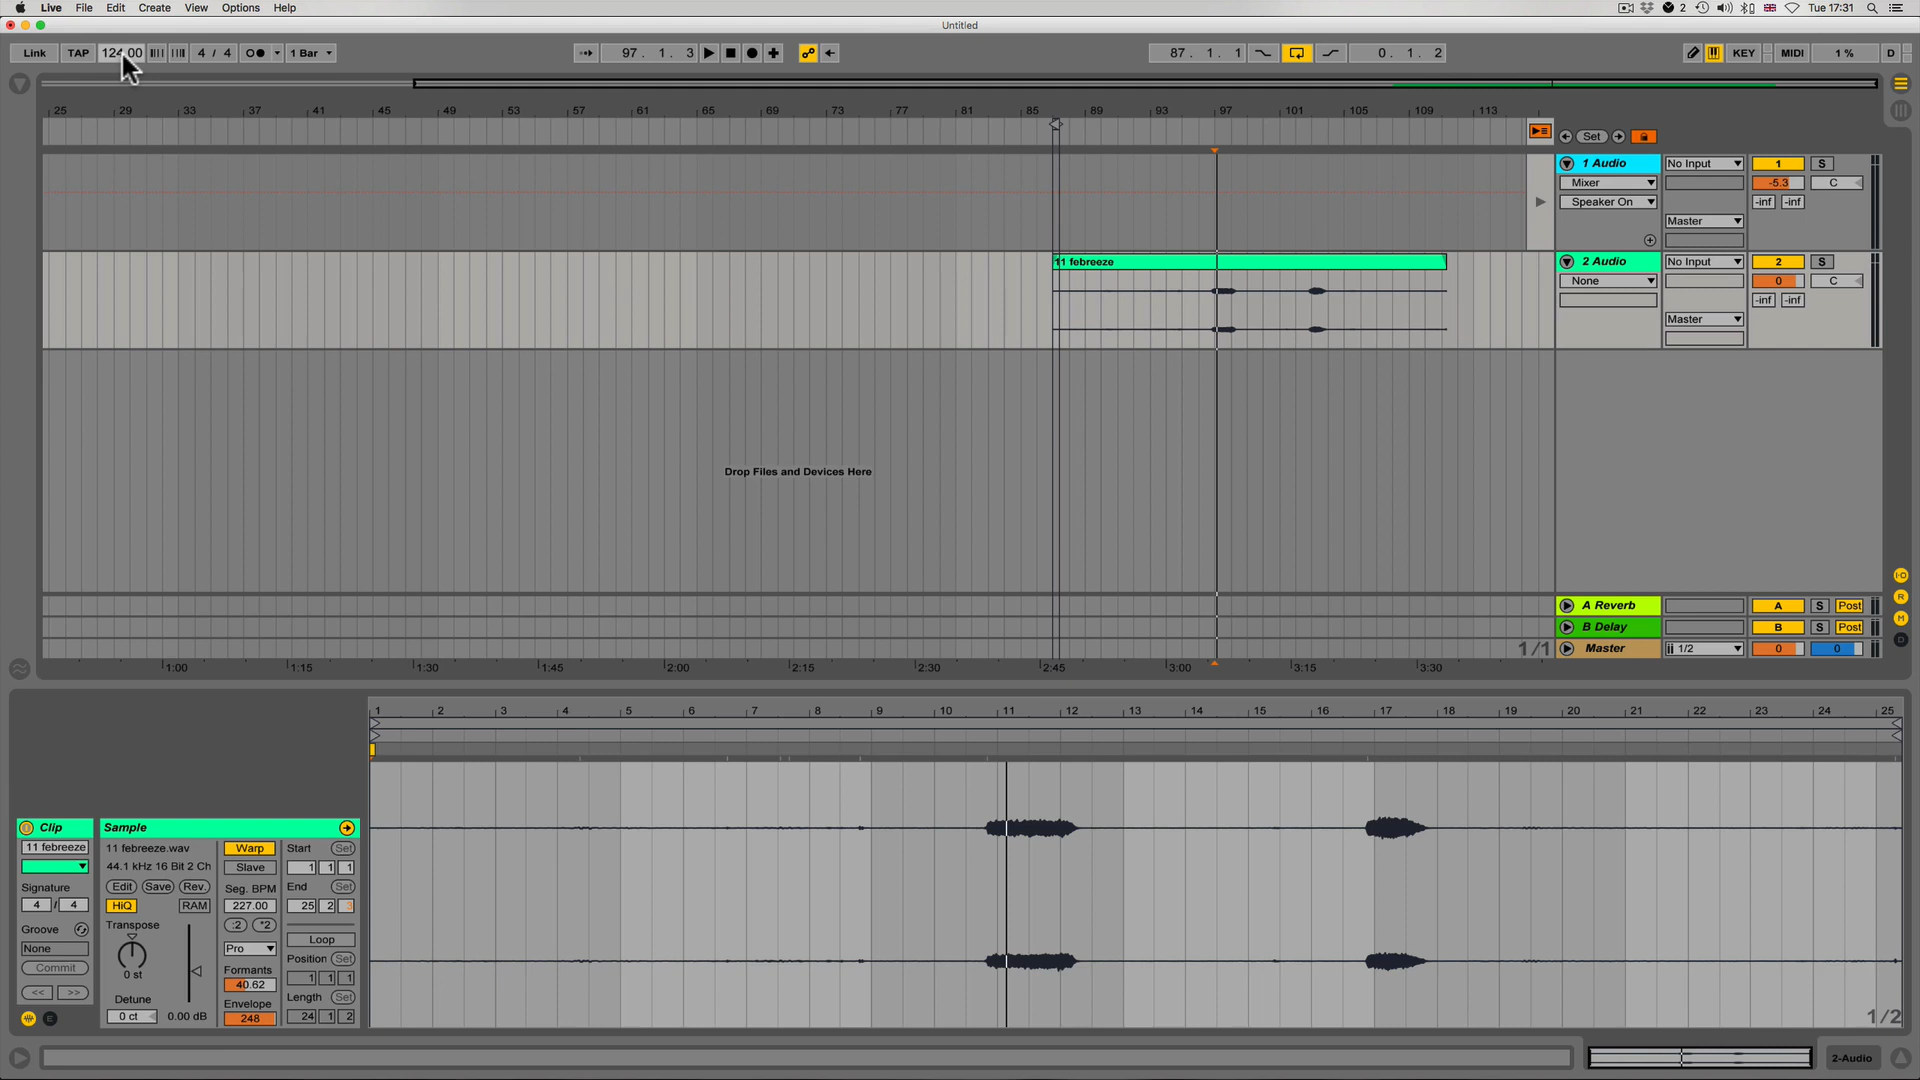 Live File Edit Create View Options Help
2 Tue 17:31
Untitled
Link TAP 124.00 4 / 4 1 Bar
97. 1. 3
87. 1. 1
0. 1. 2
KEY MIDI 1 % D
25 29 33 37 41 45 49 53 57 61 65 69 73 77 81 85 89 93 97 101 105 109 113
Set
1 Audio No Input 1 S
Mixer -5.3 C
Speaker On -inf -inf
Master
11 febreeze
2 Audio No Input 2 S
None 0 C
-inf -inf
Master
Drop Files and Devices Here
A Reverb A S Post
B Delay B S Post
1/1 Master 1/2 0 0
I·O
R
M
D
1:00 1:15 1:30 1:45 2:00 2:15 2:30 2:45 3:00 3:15 3:30
1 2 3 4 5 6 7 8 9 10 11 12 13 14 15 16 17 18 19 20 21 22 23 24 25
Clip Sample
11 febreeze 11 febreeze.wav Warp Start Set
44.1 kHz 16 Bit 2 Ch Slave 1 1 1
Signature Edit Save Rev. Seg. BPM End Set
4 / 4 HiQ RAM 227.00 25 2 3
Groove Transpose :2 *2
None Pro Loop
Commit 0 st Formants Position Set
40.62 1 1 1
<< >> Detune Envelope Length Set
E 0 ct 0.00 dB 248 24 1 2
1/2
2-Audio